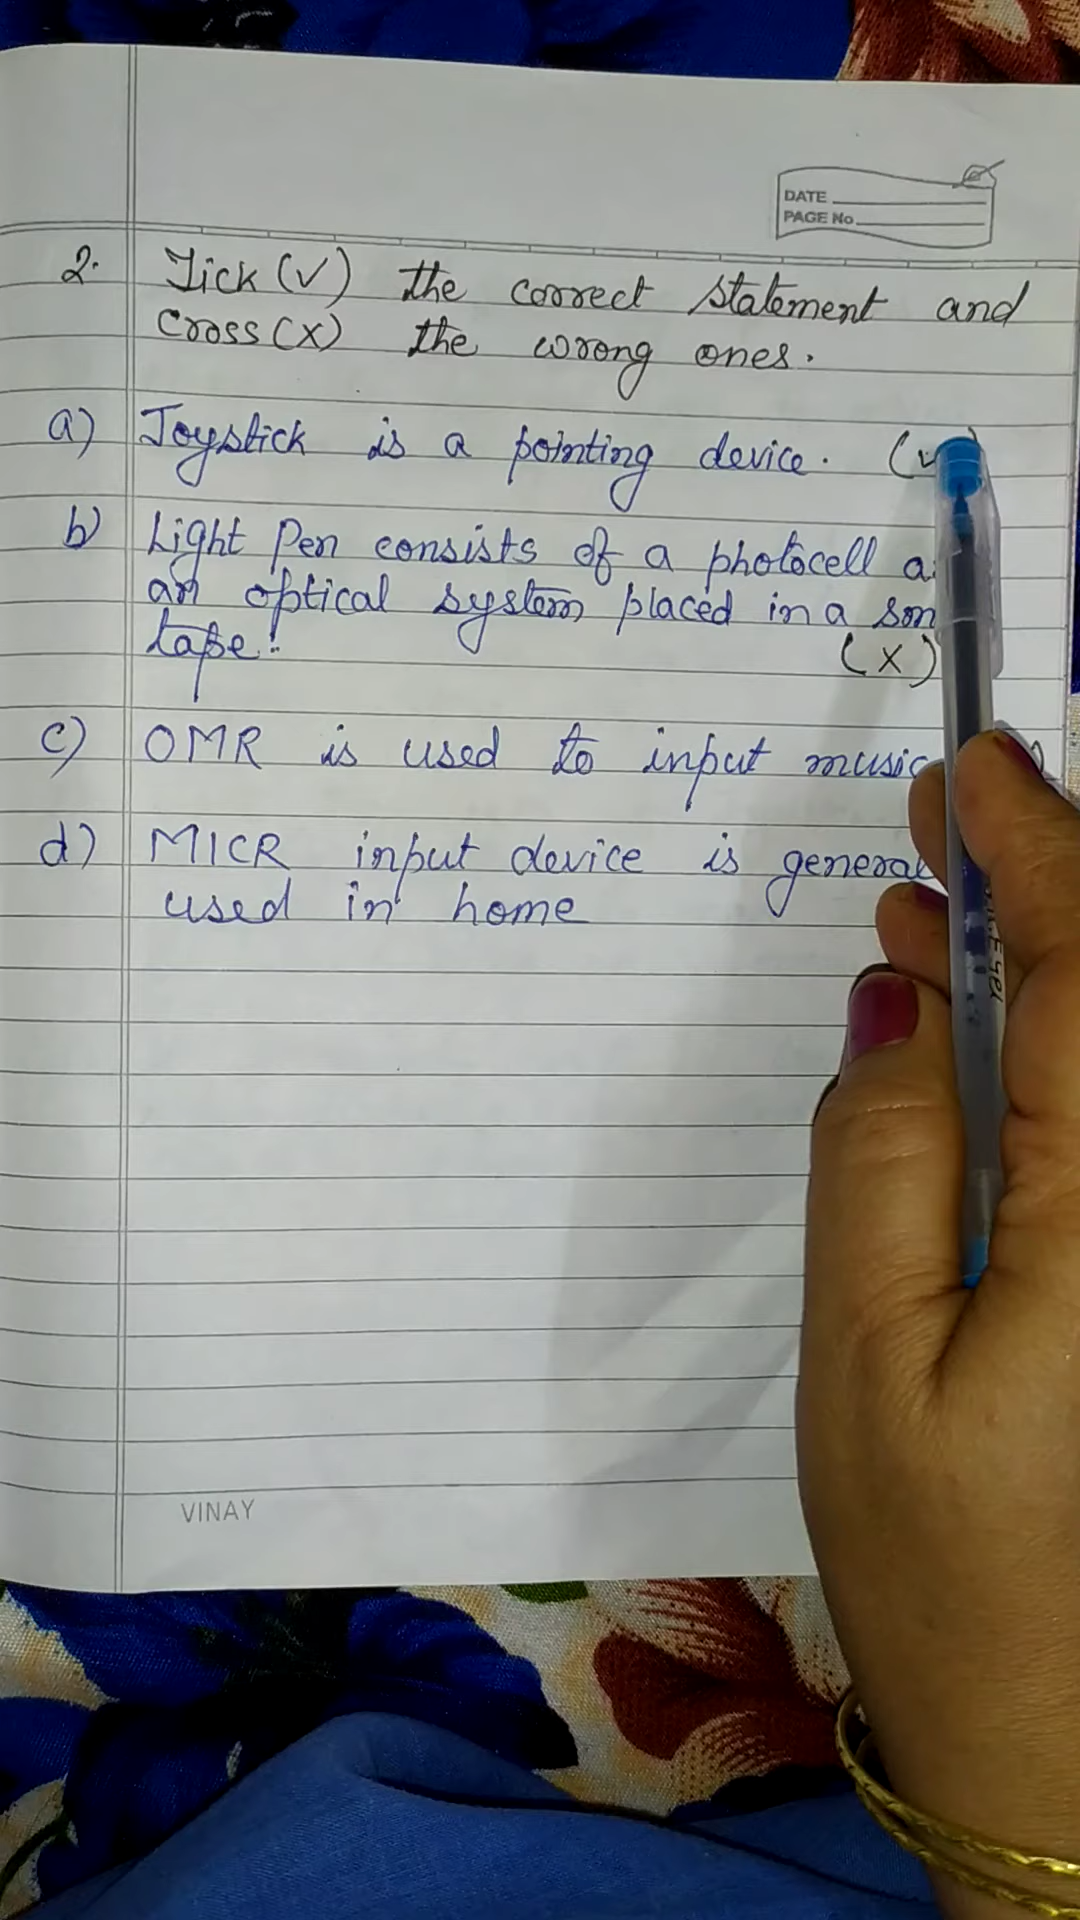 DATE
PAGE No.
2. Tick (✓) the correct statement and
Cross (X) the wrong ones.
a) Joystick is a pointing device. (✓)
b) Light Pen consists of a photocell
an optical system placed in a
tape. (X)
c) OMR is used to input music
d) MICR input device is general
used in home
VINAY